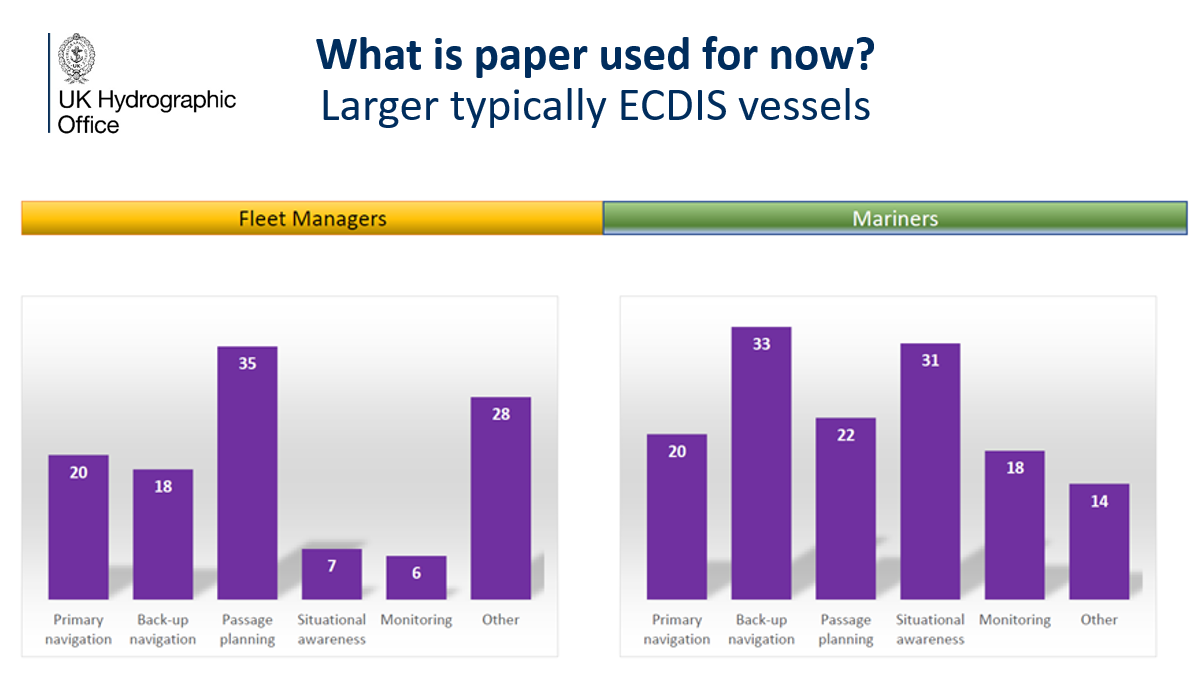 What is paper used for now?
Larger typically ECDIS vessels
UK Hydrographic
Office
Fleet Managers
Mariners
20
18
35
7
6
28
Primary navigation
Back-up navigation
Passage planning
Situational awareness
Monitoring
Other
20
33
22
31
18
14
Primary navigation
Back-up navigation
Passage planning
Situational awareness
Monitoring
Other